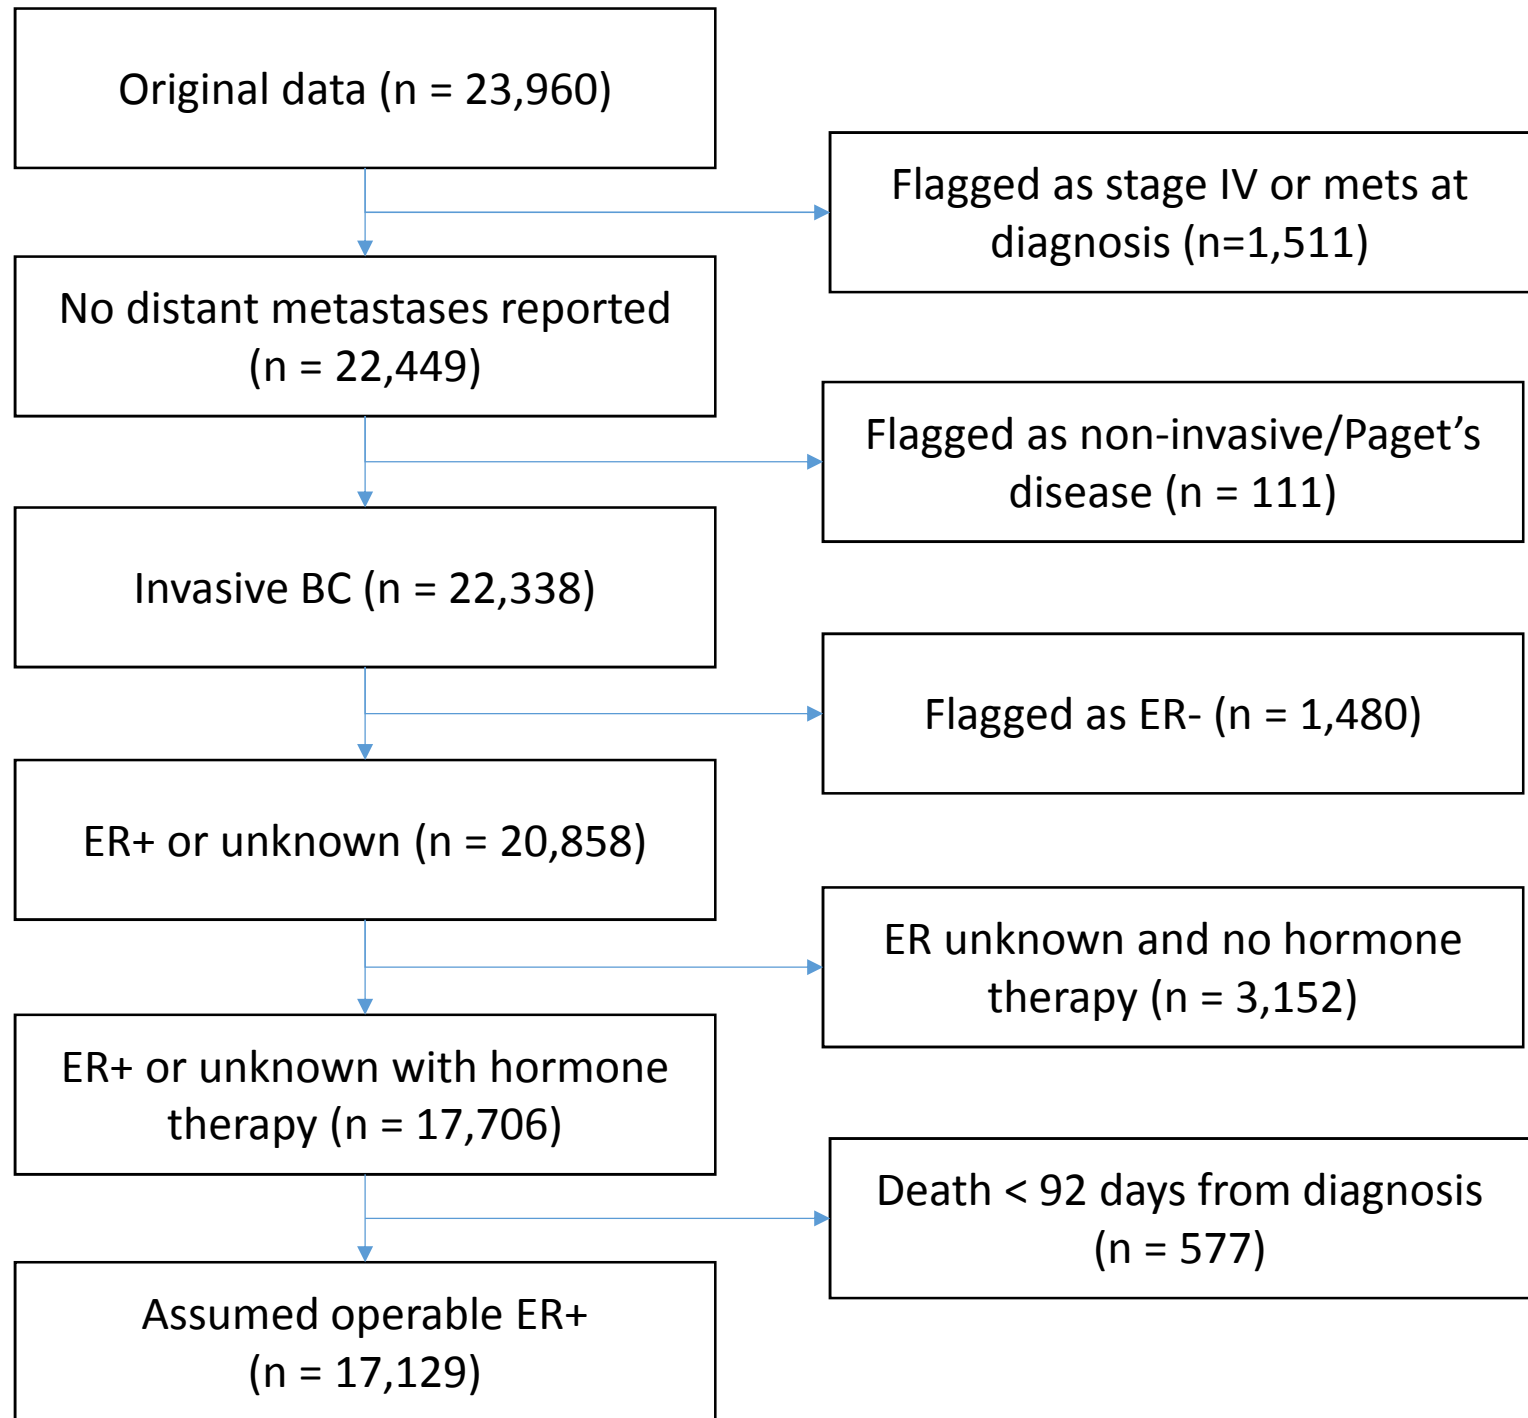 Original data (n = 23,960)
Flagged as stage IV or mets at
diagnosis (n=1,511)
No distant metastases reported
(n = 22,449)
Flagged as non-invasive/Paget’s
disease (n = 111)
Invasive BC (n = 22,338)
Flagged as ER- (n = 1,480)
ER+ or unknown (n = 20,858)
ER unknown and no hormone
therapy (n = 3,152)
ER+ or unknown with hormone
therapy (n = 17,706)
Death < 92 days from diagnosis
(n = 577)
Assumed operable ER+
(n = 17,129)